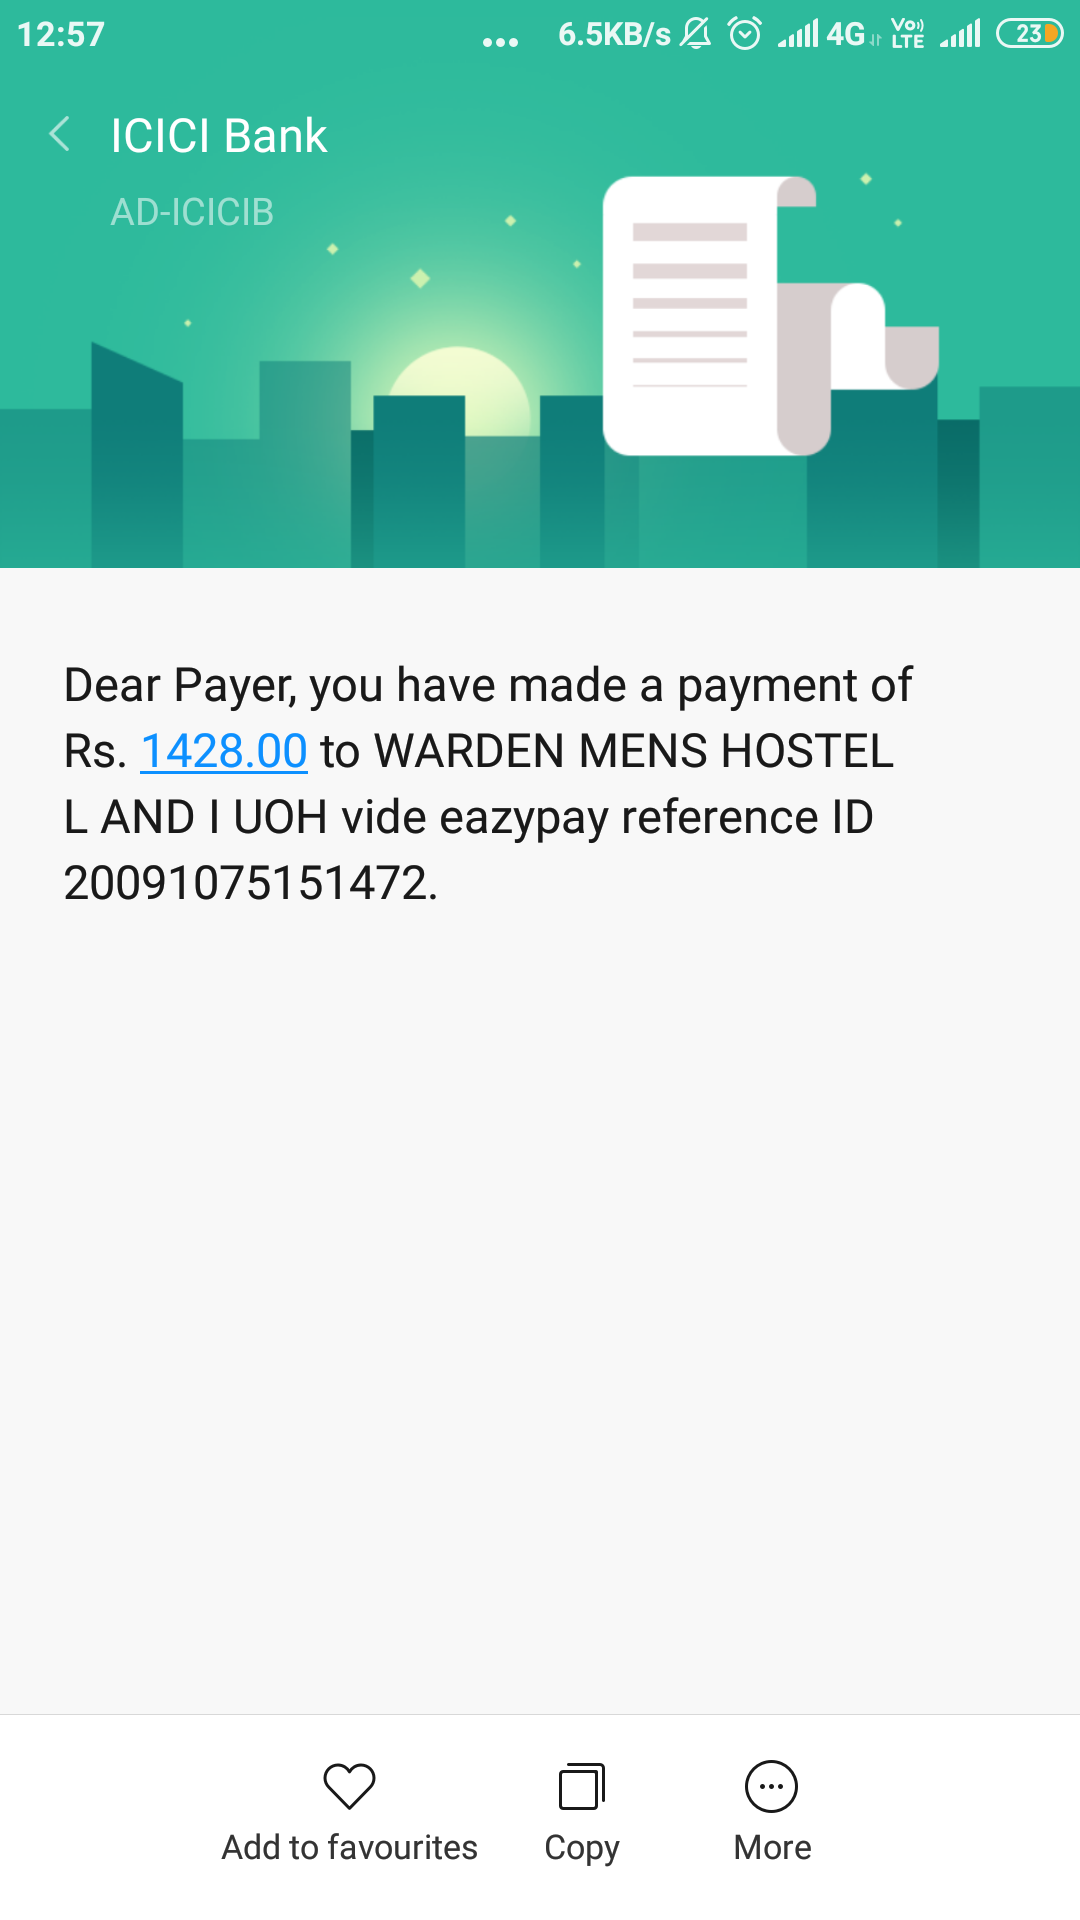 12:57 ... 6.5KB/s 4G Vo LTE 23
ICICI Bank
AD-ICICIB
Dear Payer, you have made a payment of
Rs. 1428.00 to WARDEN MENS HOSTEL
L AND I UOH vide eazypay reference ID
20091075151472.
Add to favourites Copy More